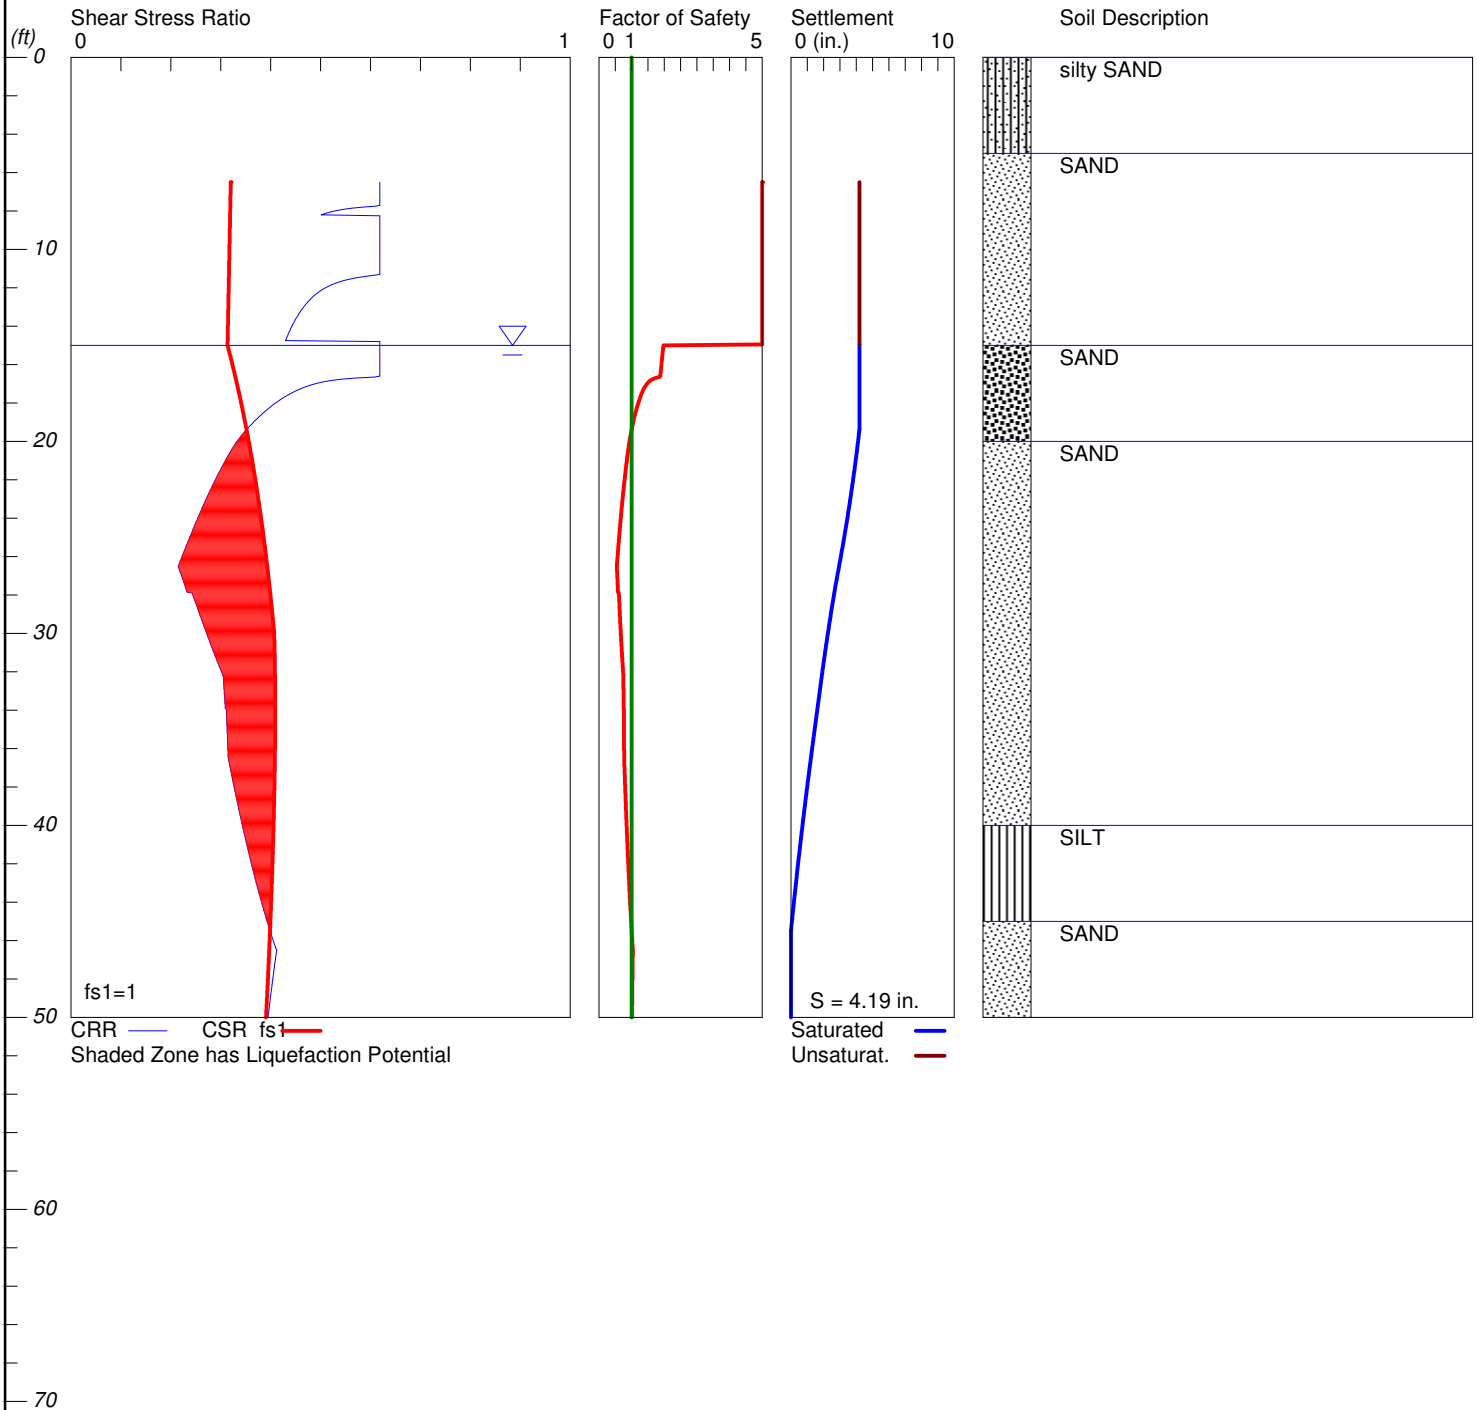 Shear Stress Ratio Factor of Safety Settlement Soil Description
(ft) 0 1 0 1 5 0 (in.) 10
0
silty SAND
SAND
10
SAND
20
SAND
30
40
SILT
SAND
fs1=1 S = 4.19 in.
50
CRR CSR fs1 Saturated
Shaded Zone has Liquefaction Potential Unsaturat.
60
70